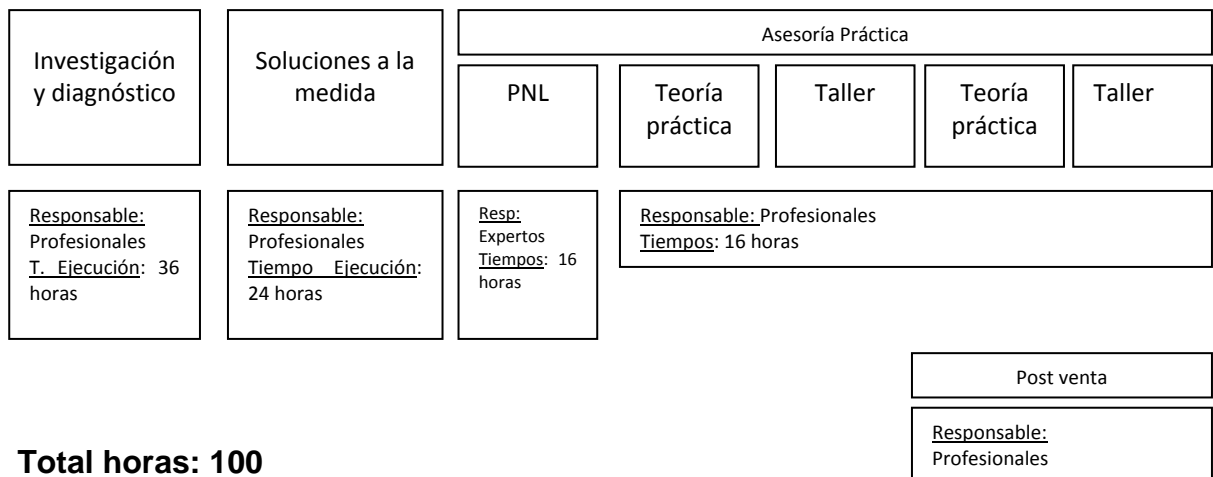 Investigación
y diagnóstico
Soluciones a la
medida
Asesoría Práctica
PNL
Teoría
práctica
Taller
Teoría
práctica
Taller
Responsable:
Profesionales
T. Ejecución: 36
horas
Responsable:
Profesionales
Tiempo Ejecución:
24 horas
Resp:
Expertos
Tiempos: 16
horas
Responsable: Profesionales
Tiempos: 16 horas
Post venta
Responsable:
Profesionales
Total horas: 100